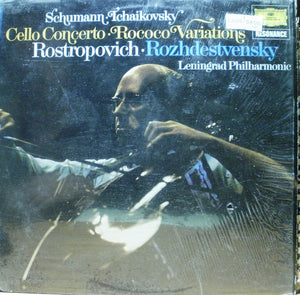 Schumann · Tchaikovsky
Cello Concerto · Rococo Variations
Rostropovich · Rozhdestvensky
Leningrad Philharmonic
RESONANCE